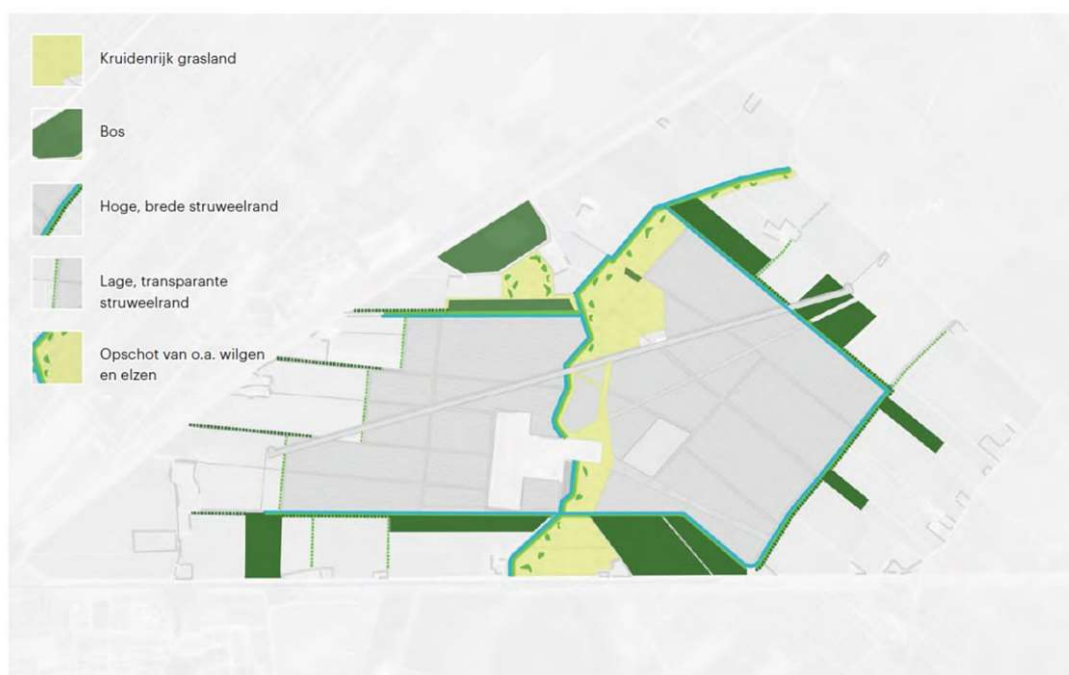 Kruidenrijk grasland
Bos
Hoge, brede struweelrand
Lage, transparante
struweelrand
Opschot van o.a. wilgen
en elzen